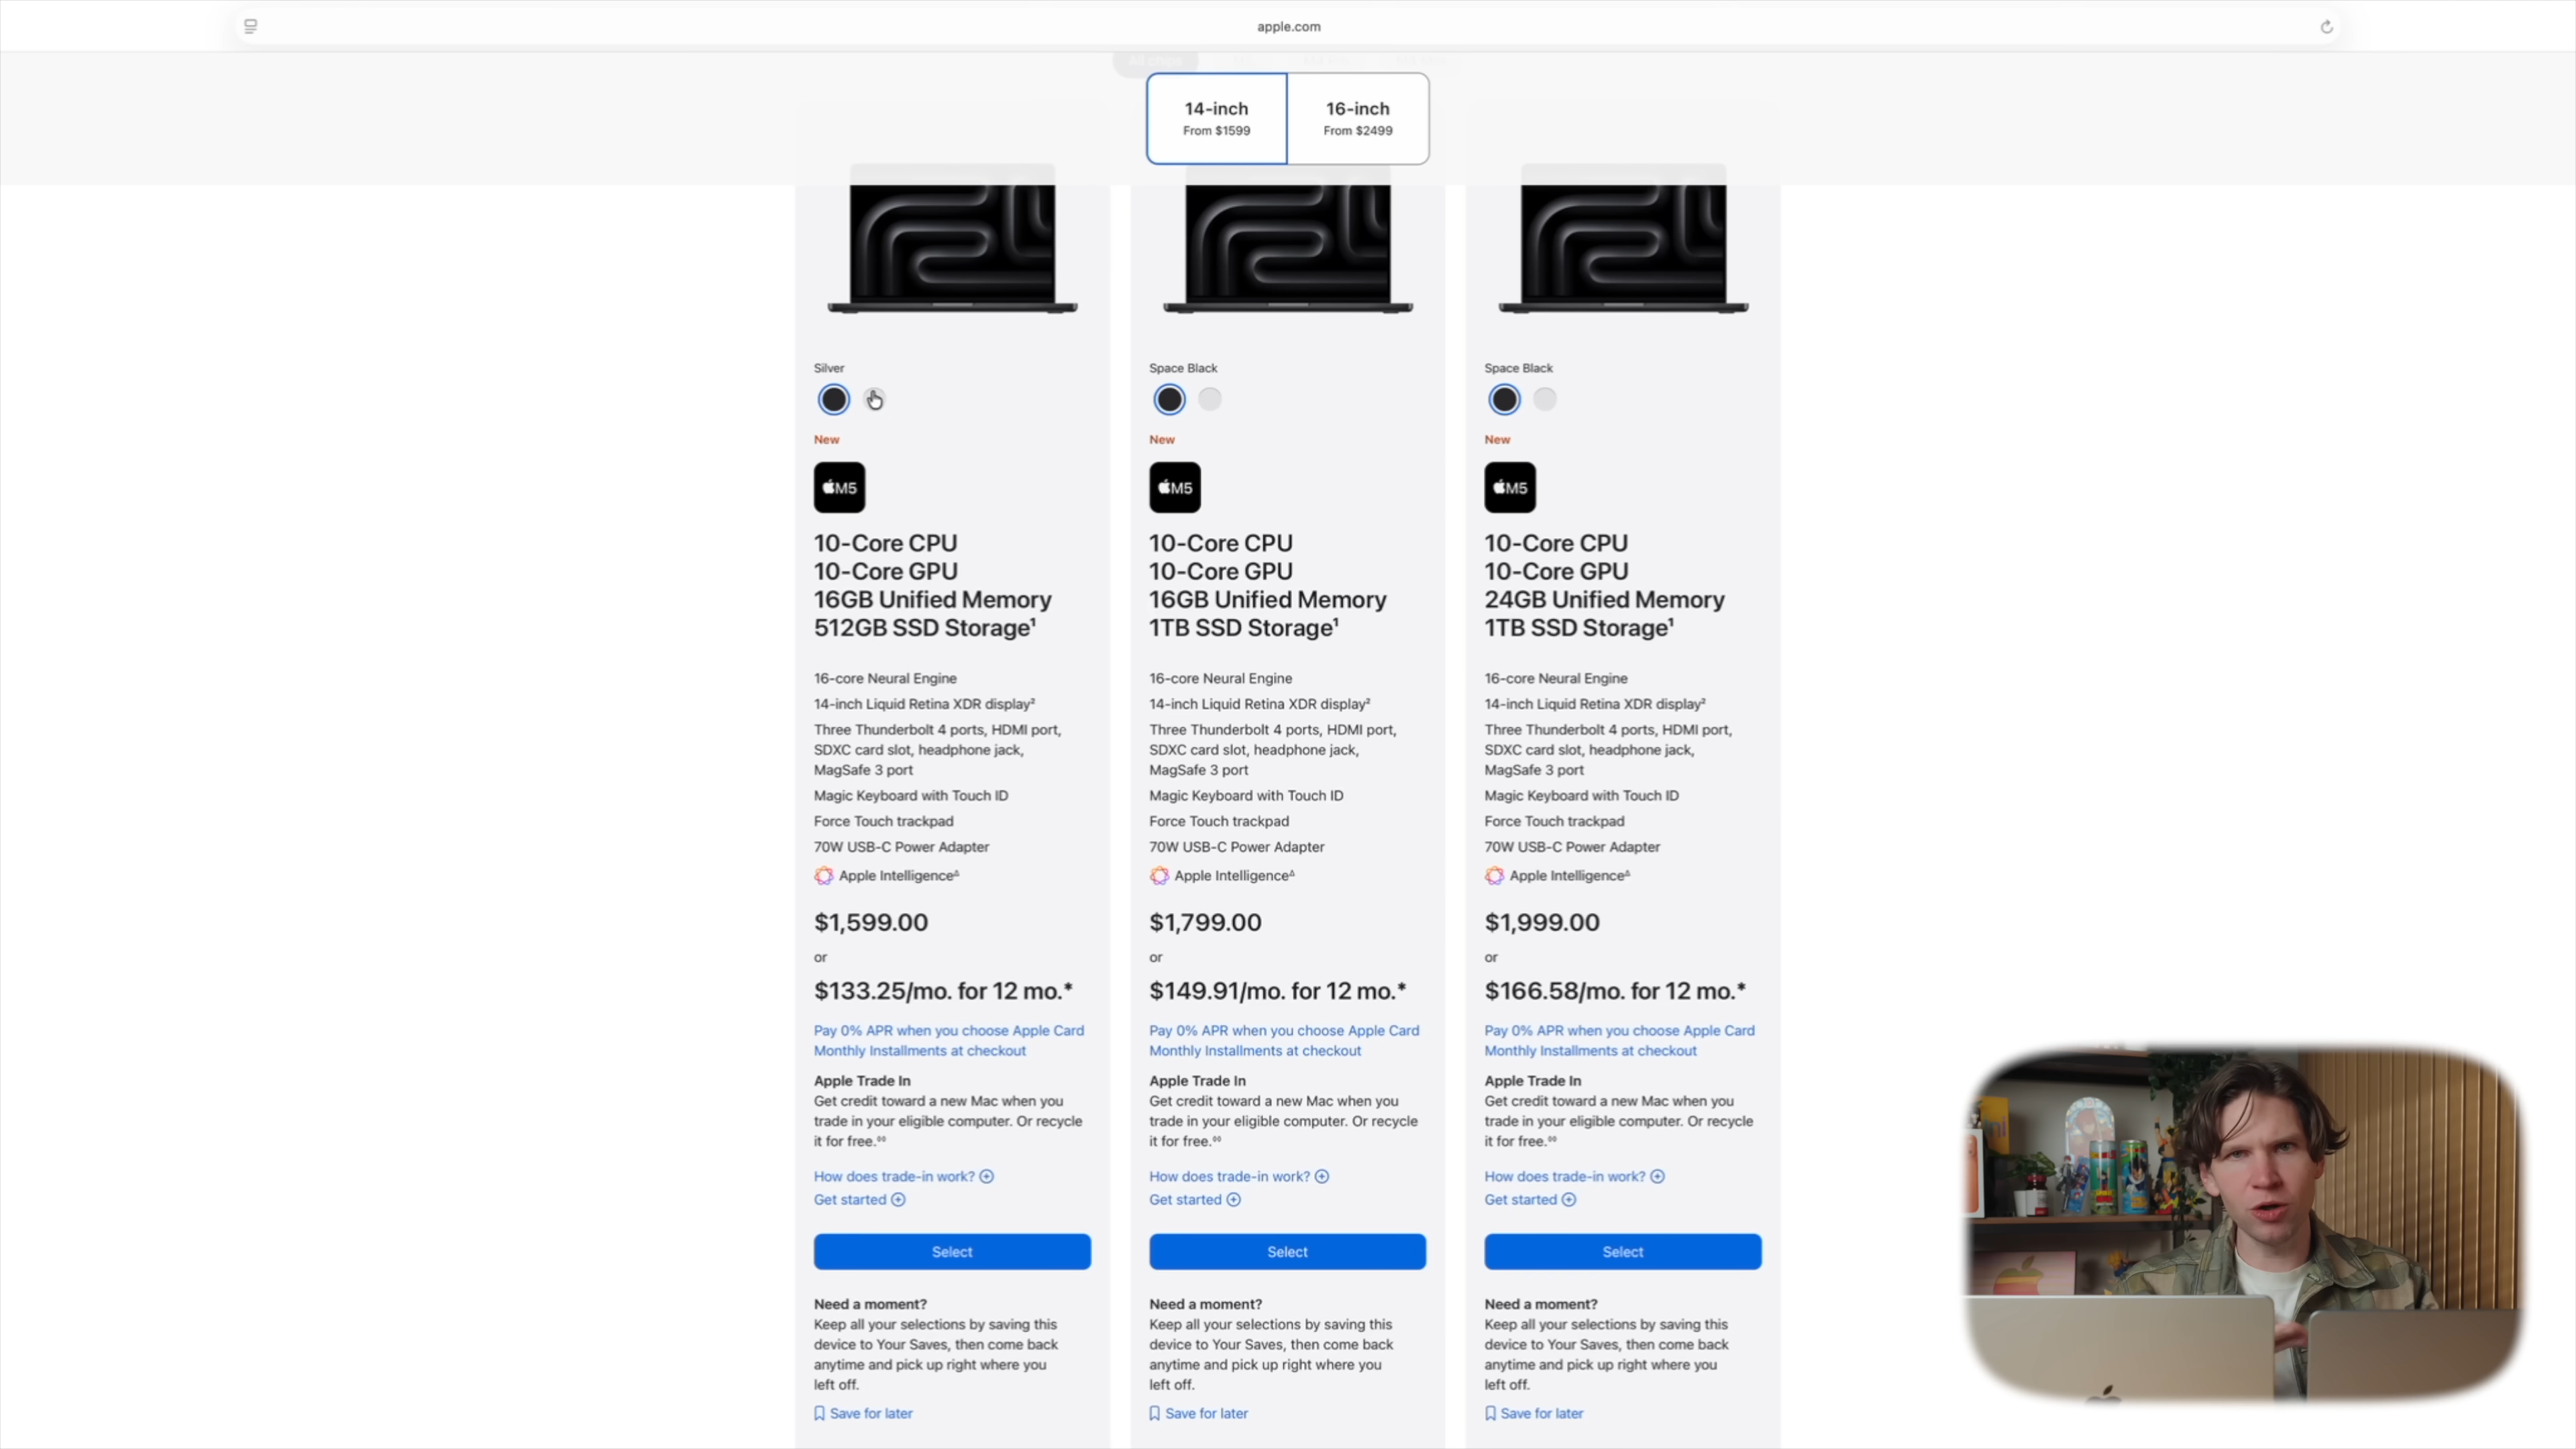 apple.com
14-inch
From $1599
16-inch
From $2499
Silver
New
M5
10-Core CPU
10-Core GPU
16GB Unified Memory
512GB SSD Storage¹
16-core Neural Engine
14-inch Liquid Retina XDR display²
Three Thunderbolt 4 ports, HDMI port,
SDXC card slot, headphone jack,
MagSafe 3 port
Magic Keyboard with Touch ID
Force Touch trackpad
70W USB-C Power Adapter
Apple Intelligence∆
$1,599.00
or
$133.25/mo. for 12 mo.*
Pay 0% APR when you choose Apple Card
Monthly Installments at checkout
Apple Trade In
Get credit toward a new Mac when you
trade in your eligible computer. Or recycle
it for free.⁰⁰
How does trade-in work?
Get started
Select
Need a moment?
Keep all your selections by saving this
device to Your Saves, then come back
anytime and pick up right where you
left off.
Save for later
Space Black
New
M5
10-Core CPU
10-Core GPU
16GB Unified Memory
1TB SSD Storage¹
16-core Neural Engine
14-inch Liquid Retina XDR display²
Three Thunderbolt 4 ports, HDMI port,
SDXC card slot, headphone jack,
MagSafe 3 port
Magic Keyboard with Touch ID
Force Touch trackpad
70W USB-C Power Adapter
Apple Intelligence∆
$1,799.00
or
$149.91/mo. for 12 mo.*
Pay 0% APR when you choose Apple Card
Monthly Installments at checkout
Apple Trade In
Get credit toward a new Mac when you
trade in your eligible computer. Or recycle
it for free.⁰⁰
How does trade-in work?
Get started
Select
Need a moment?
Keep all your selections by saving this
device to Your Saves, then come back
anytime and pick up right where you
left off.
Save for later
Space Black
New
M5
10-Core CPU
10-Core GPU
24GB Unified Memory
1TB SSD Storage¹
16-core Neural Engine
14-inch Liquid Retina XDR display²
Three Thunderbolt 4 ports, HDMI port,
SDXC card slot, headphone jack,
MagSafe 3 port
Magic Keyboard with Touch ID
Force Touch trackpad
70W USB-C Power Adapter
Apple Intelligence∆
$1,999.00
or
$166.58/mo. for 12 mo.*
Pay 0% APR when you choose Apple Card
Monthly Installments at checkout
Apple Trade In
Get credit toward a new Mac when you
trade in your eligible computer. Or recycle
it for free.⁰⁰
How does trade-in work?
Get started
Select
Need a moment?
Keep all your selections by saving this
device to Your Saves, then come back
anytime and pick up right where you
left off.
Save for later